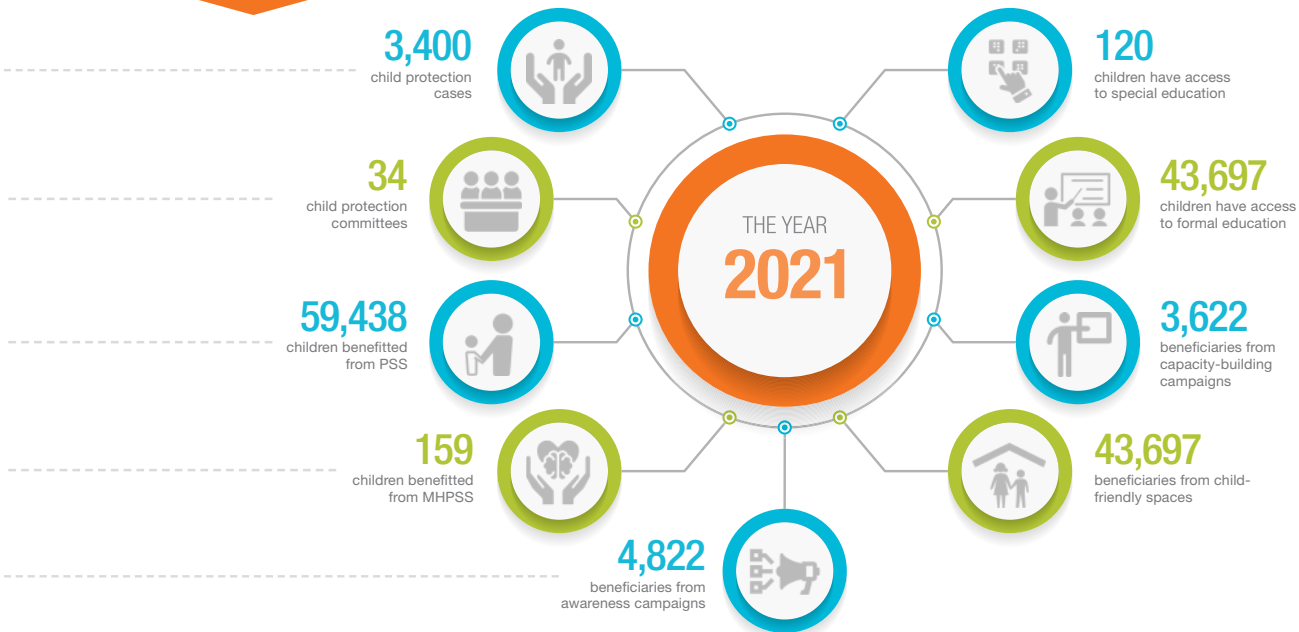 3,400
child protection
cases
120
children have access
to special education
34
child protection
committees
43,697
children have access
to formal education
THE YEAR
2021
59,438
children benefitted
from PSS
3,622
beneficiaries from
capacity-building
campaigns
159
children benefitted
from MHPSS
43,697
beneficiaries from child-
friendly spaces
4,822
beneficiaries from
awareness campaigns